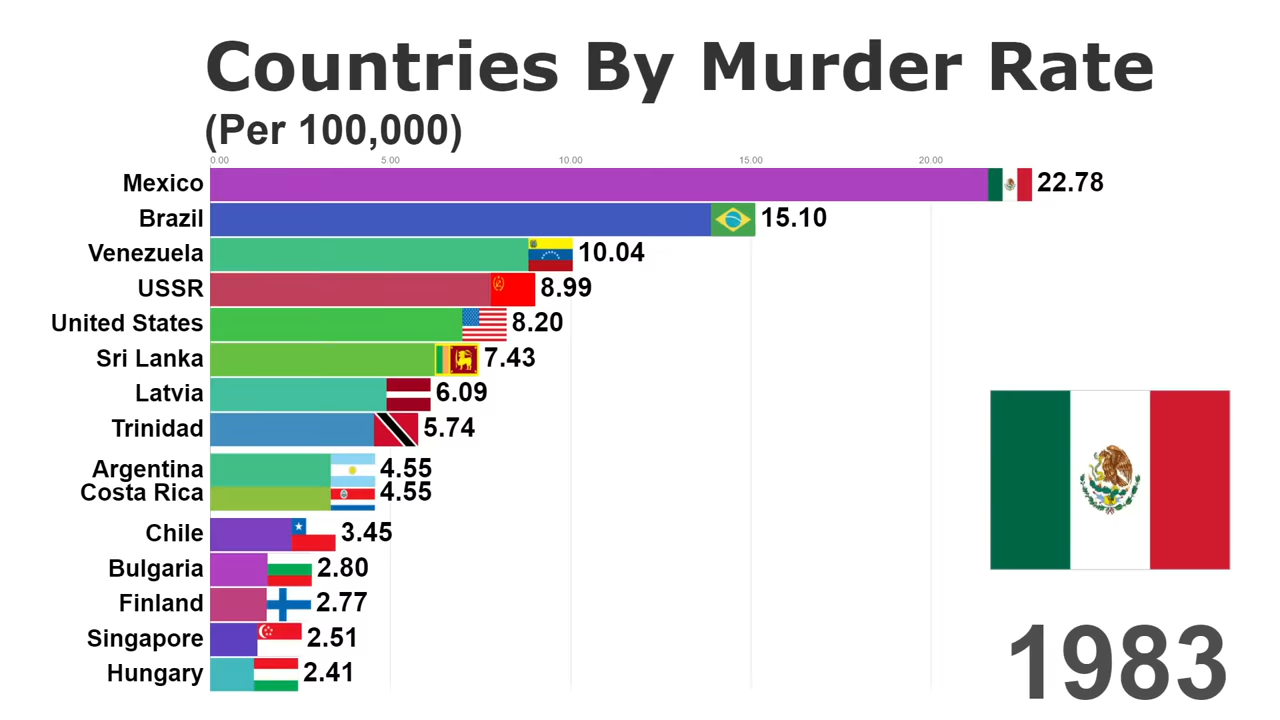 Countries By Murder Rate
(Per 100,000)
0.00 5.00 10.00 15.00 20.00
Mexico 22.78
Brazil 15.10
Venezuela 10.04
USSR 8.99
United States 8.20
Sri Lanka 7.43
Latvia 6.09
Trinidad 5.74
Argentina 4.55
Costa Rica 4.55
Chile 3.45
Bulgaria 2.80
Finland 2.77
Singapore 2.51
Hungary 2.41
1983